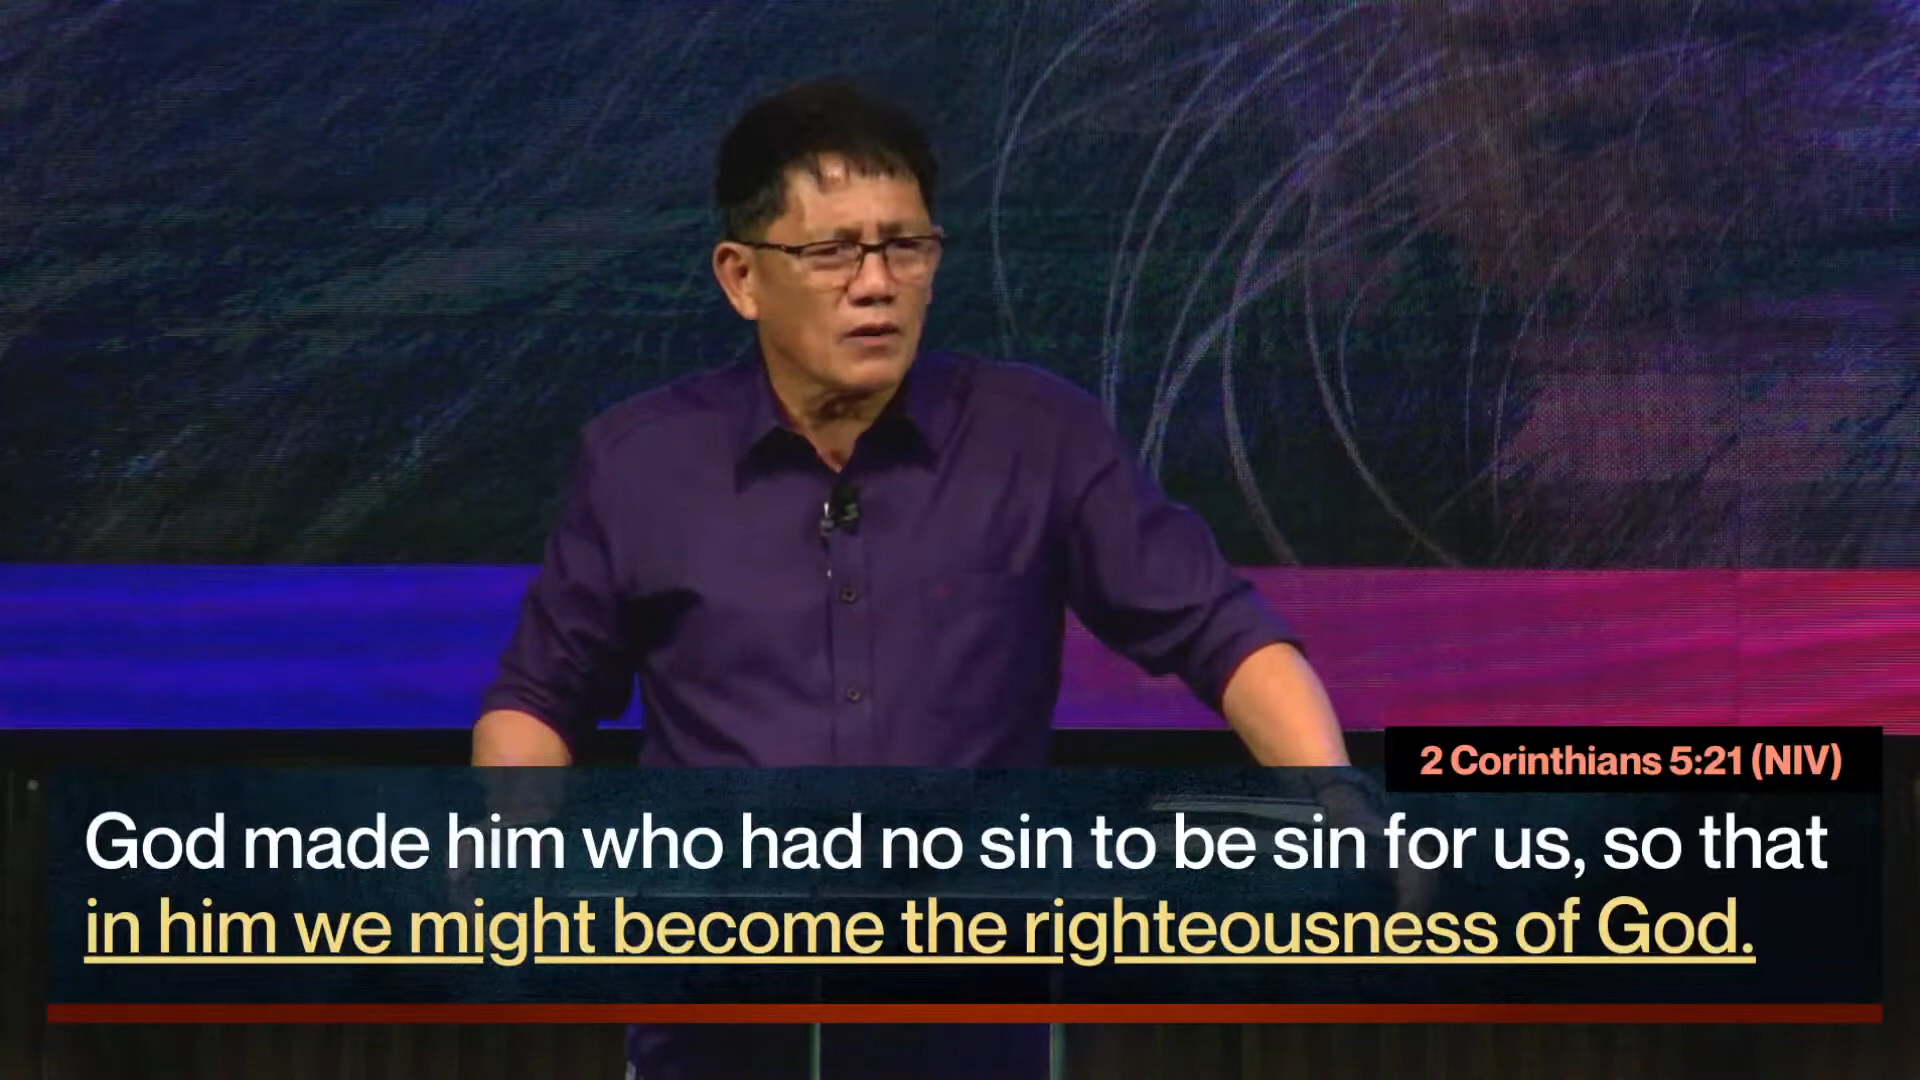 2 Corinthians 5:21 (NIV)
God made him who had no sin to be sin for us, so that
in him we might become the righteousness of God.